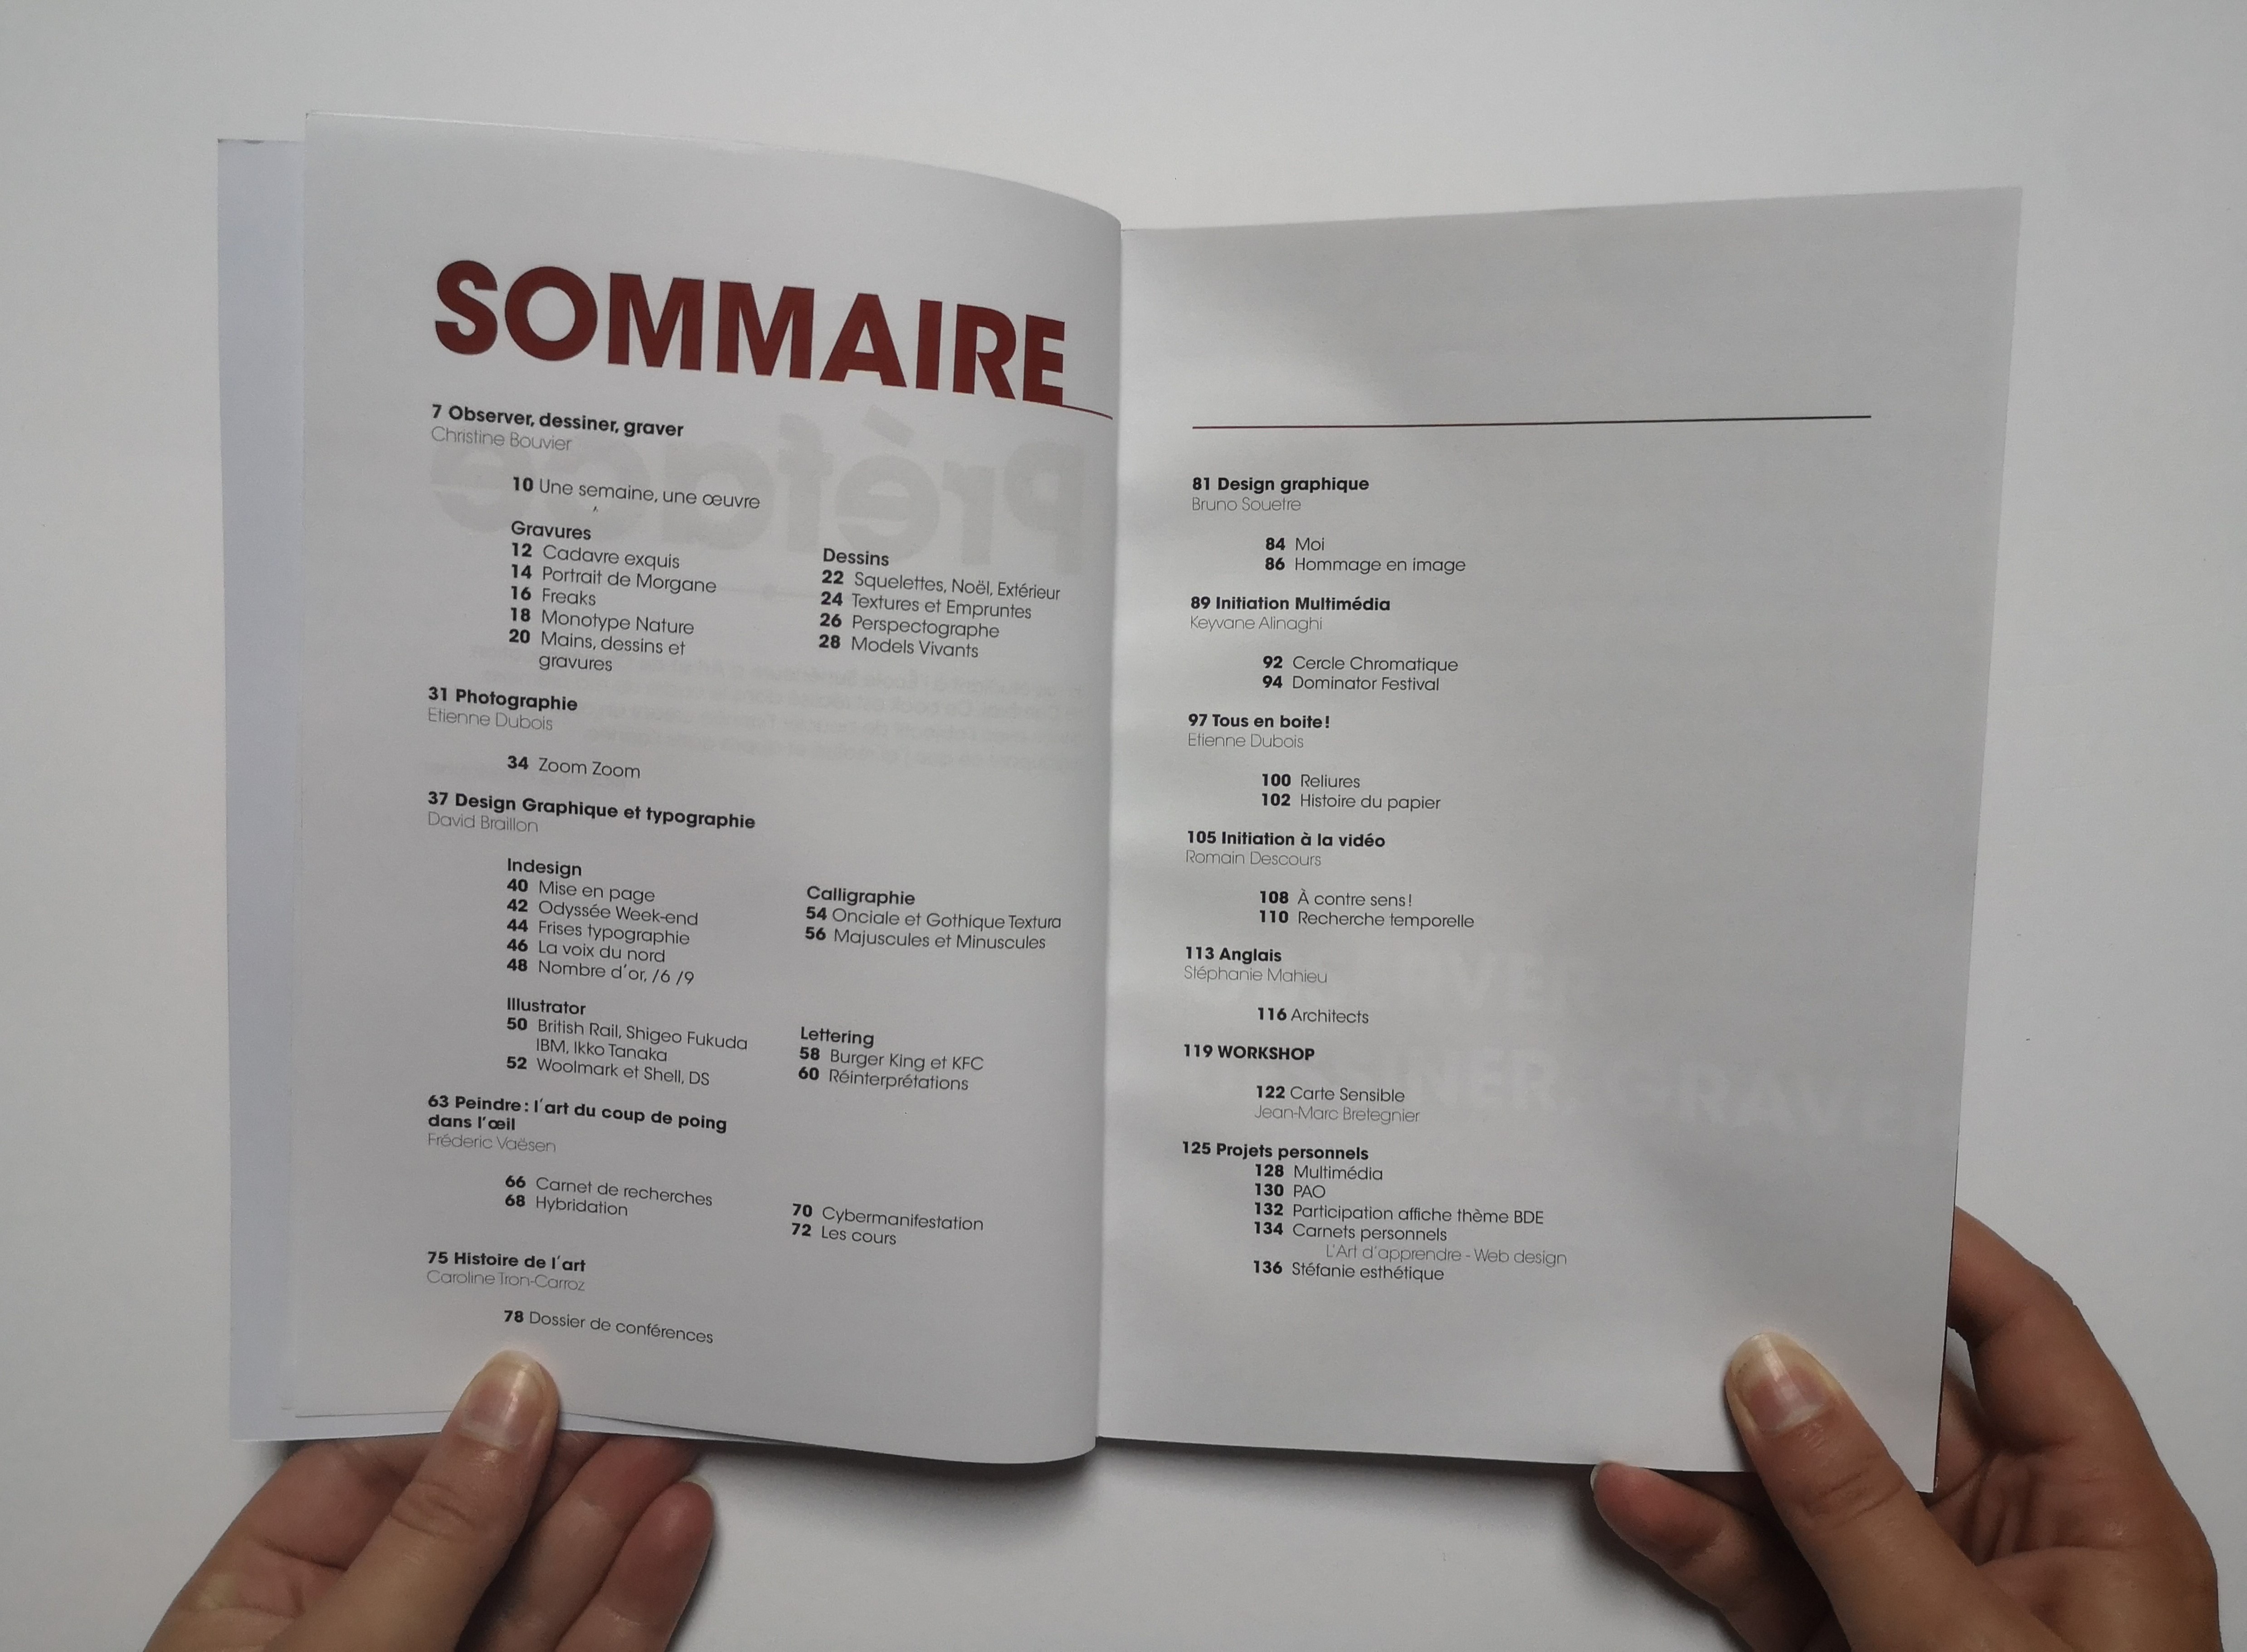 SOMMAIRE
7 Observer, dessiner, graver
Christine Bouvier
10 Une semaine, une œuvre
Gravures
12 Cadavre exquis
14 Portrait de Morgane
16 Freaks
18 Monotype Nature
20 Mains, dessins et
gravures
Dessins
22 Squelettes, Noël, Extérieur
24 Textures et Empruntes
26 Perspectographe
28 Models Vivants
31 Photographie
Etienne Dubois
34 Zoom Zoom
37 Design Graphique et typographie
David Braillon
Indesign
40 Mise en page
42 Odyssée Week-end
44 Frises typographie
46 La voix du nord
48 Nombre d'or, /6 /9
Calligraphie
54 Onciale et Gothique Textura
56 Majuscules et Minuscules
Illustrator
50 British Rail, Shigeo Fukuda
IBM, Ikko Tanaka
52 Woolmark et Shell, DS
Lettering
58 Burger King et KFC
60 Réinterprétations
63 Peindre : l'art du coup de poing
dans l'œil
Fréderic Vaësen
66 Carnet de recherches
68 Hybridation
70 Cybermanifestation
72 Les cours
75 Histoire de l'art
Caroline Tron-Carroz
78 Dossier de conférences
81 Design graphique
Bruno Souetre
84 Moi
86 Hommage en image
89 Initiation Multimédia
Keyvane Alinaghi
92 Cercle Chromatique
94 Dominator Festival
97 Tous en boite !
Etienne Dubois
100 Reliures
102 Histoire du papier
105 Initiation à la vidéo
Romain Descours
108 À contre sens !
110 Recherche temporelle
113 Anglais
Stéphanie Mahieu
116 Architects
119 WORKSHOP
122 Carte Sensible
Jean-Marc Bretegnier
125 Projets personnels
128 Multimédia
130 PAO
132 Participation affiche thème BDE
134 Carnets personnels
L'Art d'apprendre - Web design
136 Stéfanie esthétique
Préface